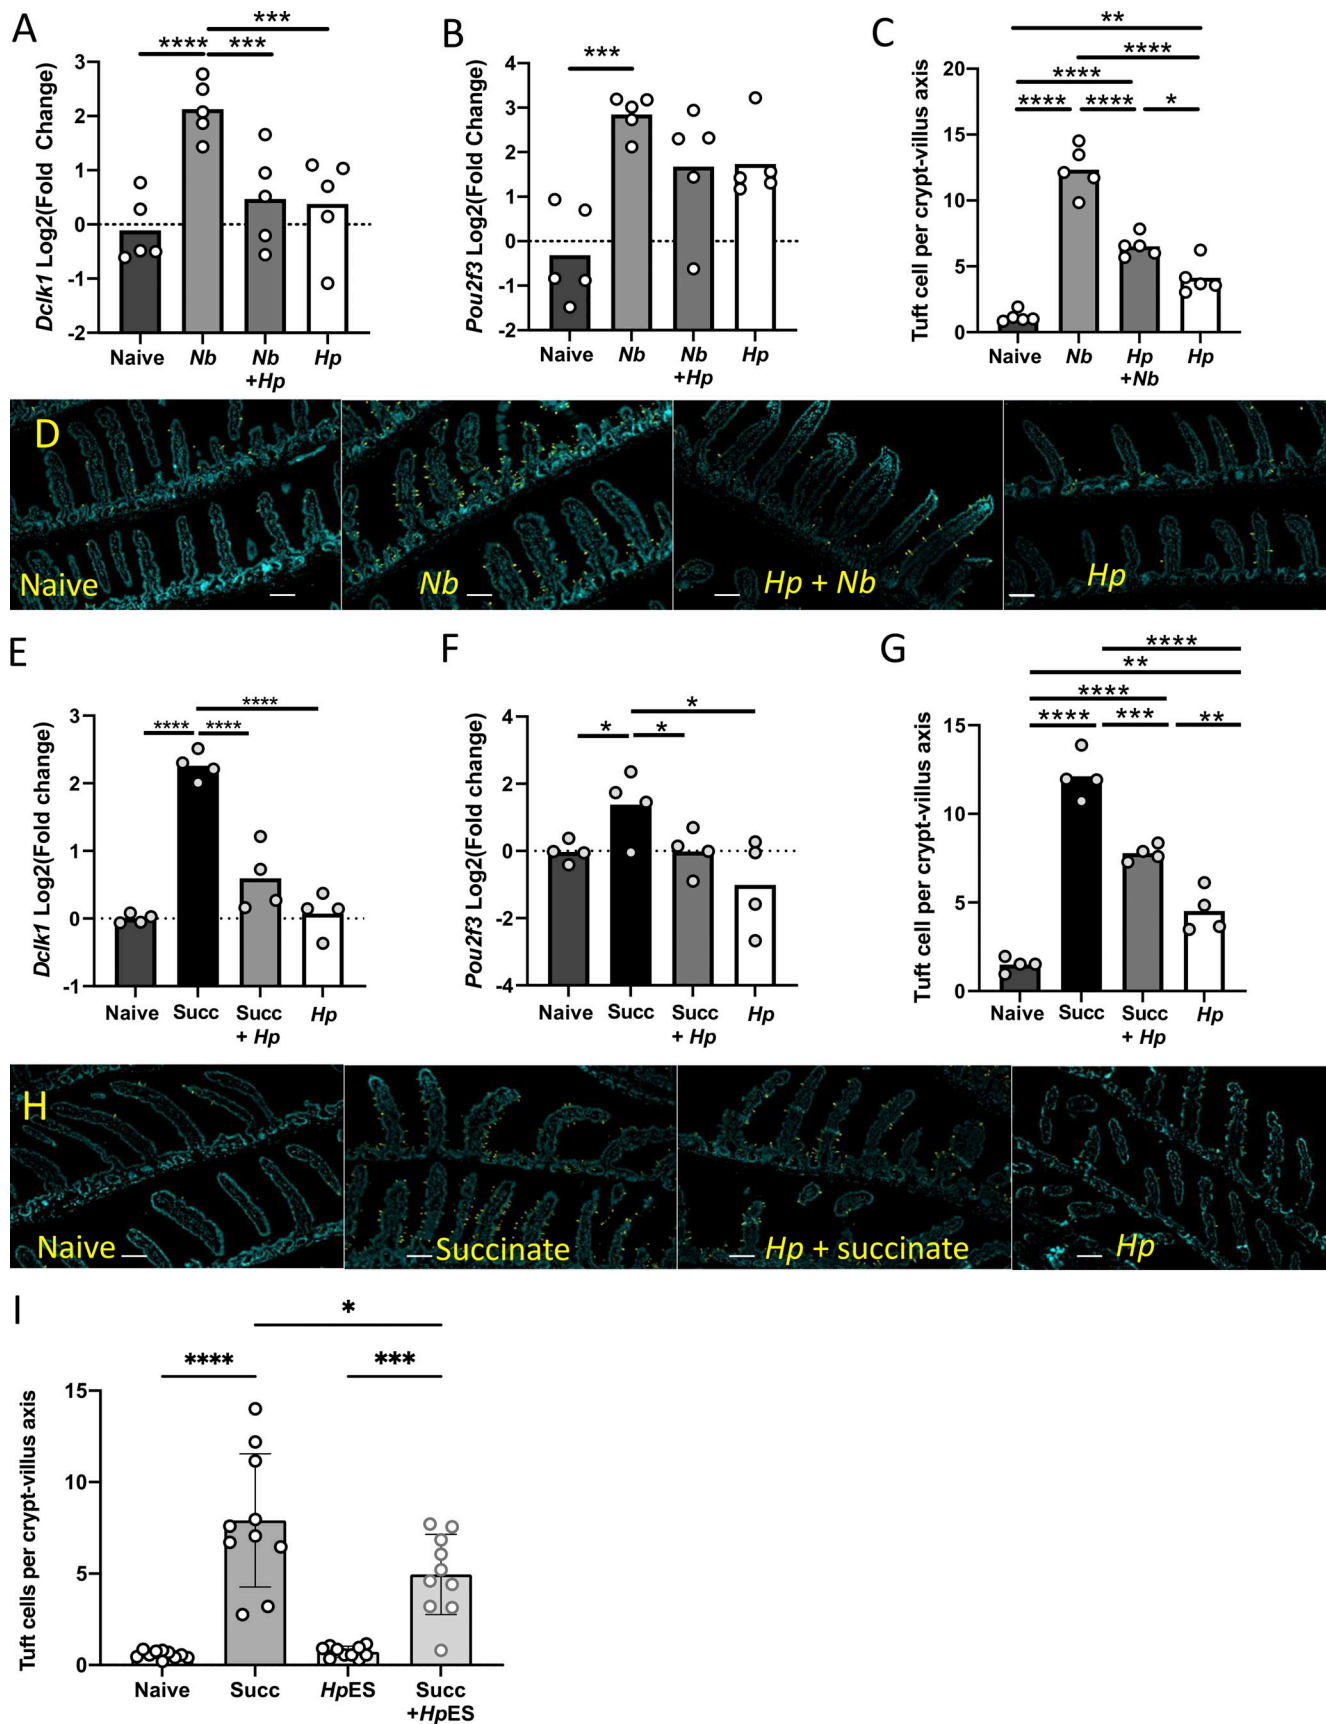 A
Dclk1 Log2(Fold Change)
*** 
**** ***
3
2
1
0
-1
-2
Naive Nb Nb Hp
+Hp
B
Pou2f3 Log2(Fold Change)
***
4
3
2
1
0
-1
-2
Naive Nb Nb Hp
+Hp
C
Tuft cell per crypt-villus axis
**
****
****
**** **** *
20
15
10
5
0
Naive Nb Hp Hp
+Nb
D
Naive
Nb
Hp + Nb
Hp
E
Dclk1 Log2(Fold change)
****
**** ****
3
2
1
0
-1
Naive Succ Succ Hp
+ Hp
F
Pou2f3 Log2(Fold change)
*
* *
4
2
0
-2
-4
Naive Succ Succ Hp
+ Hp
G
Tuft cell per crypt-villus axis
****
**
****
**** *** **
15
10
5
0
Naive Succ Succ Hp
+ Hp
H
Naive
Succinate
Hp + succinate
Hp
I
Tuft cells per crypt-villus axis
*
**** ***
15
10
5
0
Naive Succ HpES Succ
+HpES